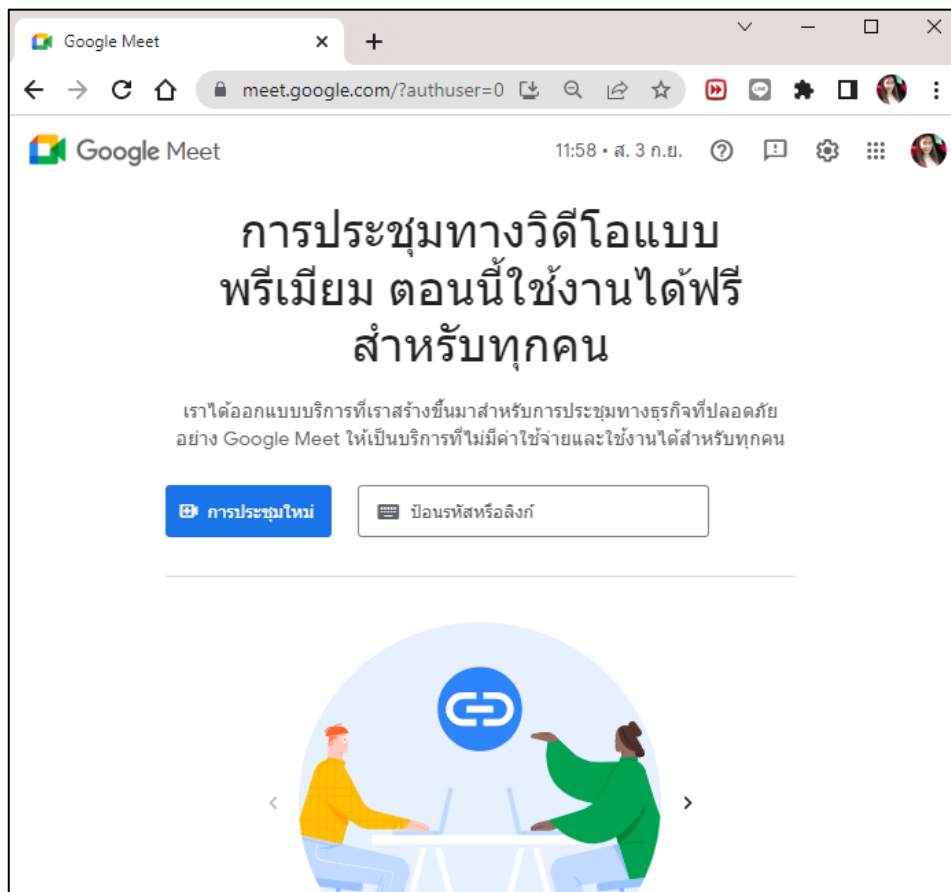 Google Meet
meet.google.com/?authuser=0
Google Meet
11:58 • ส. 3 ก.ย.
การประชุมทางวิดีโอแบบ
พรีเมียม ตอนนี้ใช้งานได้ฟรี
สำหรับทุกคน
เราได้ออกแบบบริการที่เราสร้างขึ้นมาสำหรับการประชุมทางธุรกิจที่ปลอดภัย
อย่าง Google Meet ให้เป็นบริการที่ไม่มีค่าใช้จ่ายและใช้งานได้สำหรับทุกคน
การประชุมใหม่
ป้อนรหัสหรือลิงก์